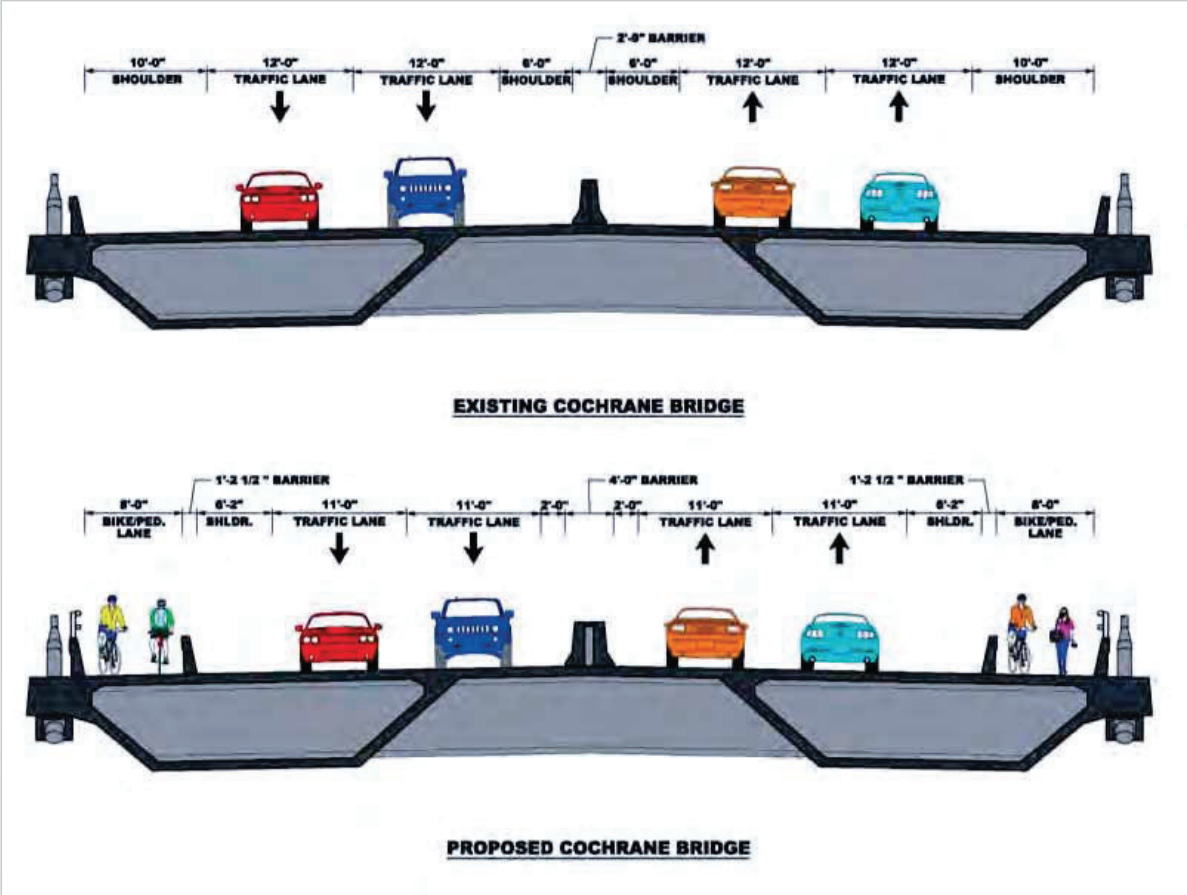 2'-9" BARRIER
10'-0" 12'-0" 12'-0" 6'-0" 6'-0" 12'-0" 12'-0" 10'-0"
SHOULDER TRAFFIC LANE TRAFFIC LANE SHOULDER SHOULDER TRAFFIC LANE TRAFFIC LANE SHOULDER
EXISTING COCHRANE BRIDGE
1'-2 1/2 " BARRIER 4'-0" BARRIER 1'-2 1/2 " BARRIER
8'-0" 6'-2" 11'-0" 11'-0" 2'-0" 2'-0" 11'-0" 11'-0" 6'-2" 8'-0"
BIKE/PED. SHLDR. TRAFFIC LANE TRAFFIC LANE TRAFFIC LANE TRAFFIC LANE SHLDR. BIKE/PED.
LANE LANE
PROPOSED COCHRANE BRIDGE